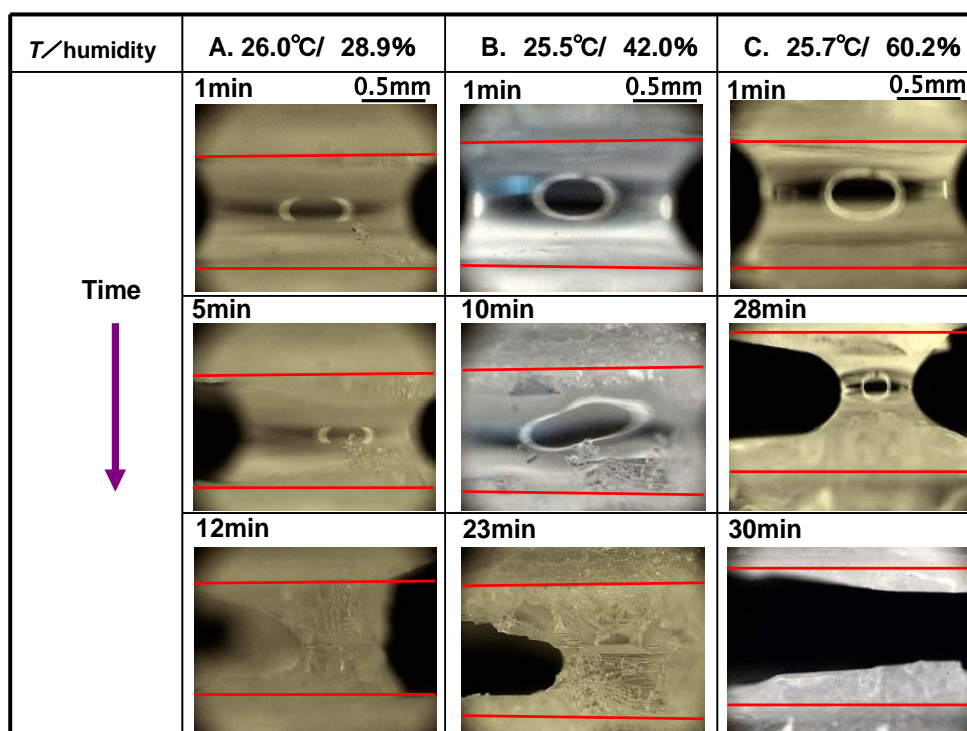 T／humidity A. 26.0℃/ 28.9% B. 25.5℃/ 42.0% C. 25.7℃/ 60.2%
1min 0.5mm 1min 0.5mm 1min 0.5mm
Time
5min 10min 28min
12min 23min 30min